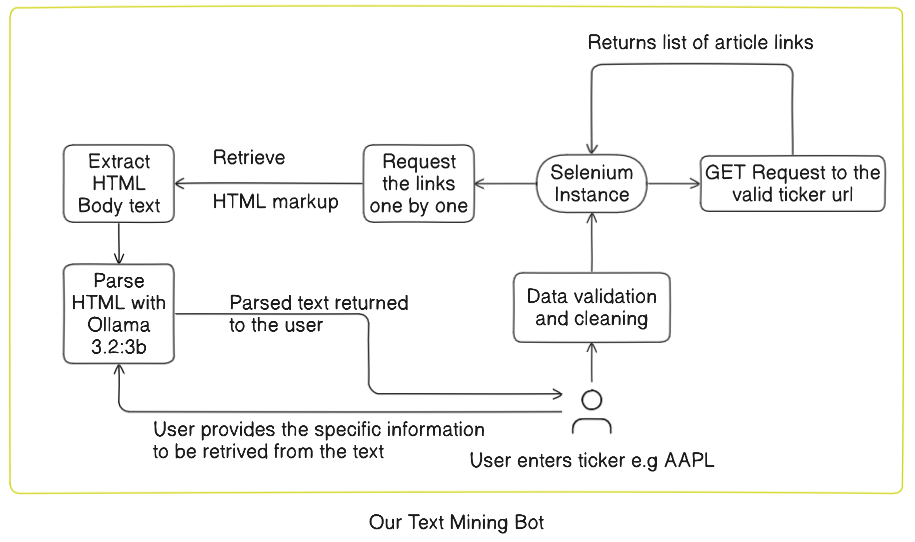 Returns list of article links
Extract
HTML
Body text
Retrieve
HTML markup
Request
the links
one by one
Selenium
Instance
GET Request to the
valid ticker url
Parse
HTML with
Ollama
3.2:3b
Parsed text returned
to the user
Data validation
and cleaning
User provides the specific information
to be retrived from the text
User enters ticker e.g AAPL
Our Text Mining Bot